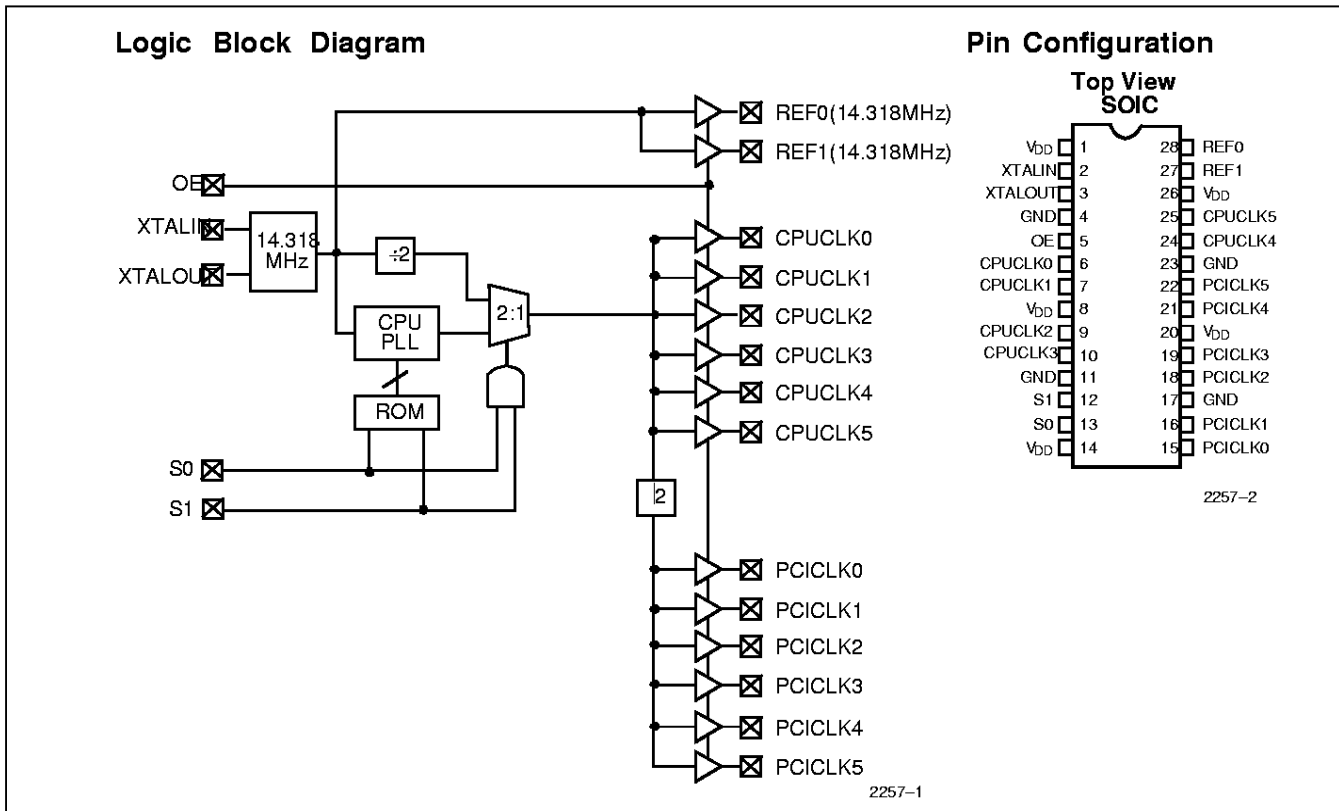 Logic Block Diagram
REF0(14.318MHz)
REF1(14.318MHz)
OE
XTALIN
XTALOUT
14.318
MHz
÷2
CPU
PLL
2:1
ROM
S0
S1
CPUCLK0
CPUCLK1
CPUCLK2
CPUCLK3
CPUCLK4
CPUCLK5
2
PCICLK0
PCICLK1
PCICLK2
PCICLK3
PCICLK4
PCICLK5
2257–1
Pin Configuration
Top View
SOIC
VDD 1 28 REF0
XTALIN 2 27 REF1
XTALOUT 3 26 VDD
GND 4 25 CPUCLK5
OE 5 24 CPUCLK4
CPUCLK0 6 23 GND
CPUCLK1 7 22 PCICLK5
VDD 8 21 PCICLK4
CPUCLK2 9 20 VDD
CPUCLK3 10 19 PCICLK3
GND 11 18 PCICLK2
S1 12 17 GND
S0 13 16 PCICLK1
VDD 14 15 PCICLK0
2257–2